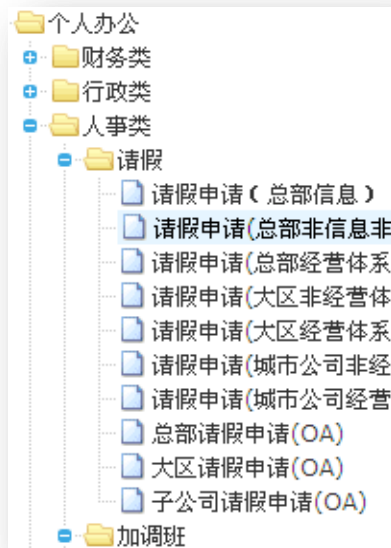 个人办公
财务类
行政类
人事类
请假
请假申请（总部信息）
请假申请(总部非信息非
请假申请(总部经营体系
请假申请(大区非经营体
请假申请(大区经营体系
请假申请(城市公司非经
请假申请(城市公司经营
总部请假申请(OA)
大区请假申请(OA)
子公司请假申请(OA)
加调班